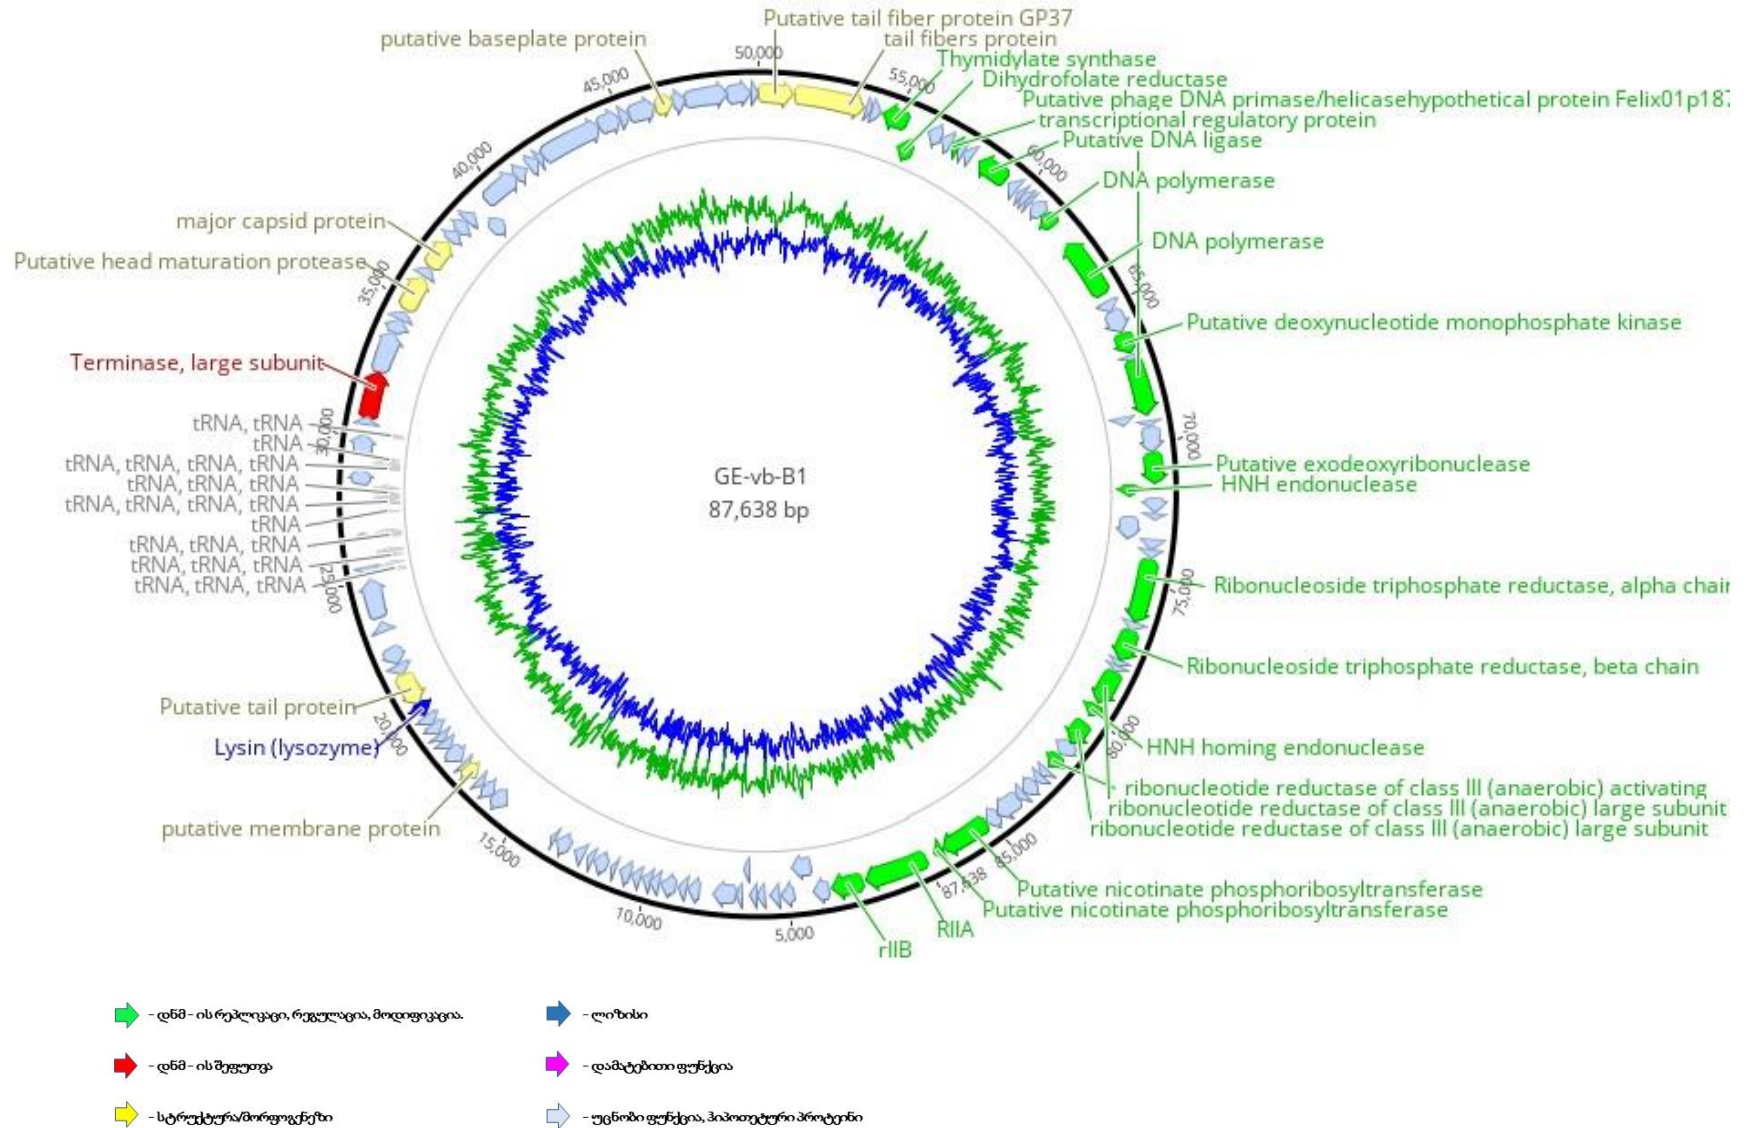 Putative tail fiber protein GP37
putative baseplate protein
tail fibers protein
50,000
Thymidylate synthase
45,000
55,000
Dihydrofolate reductase
Putative phage DNA primase/helicasehypothetical protein Felix01p187
transcriptional regulatory protein
Putative DNA ligase
40,000
60,000
DNA polymerase
major capsid protein
DNA polymerase
Putative head maturation protease
35,000
65,000
Putative deoxynucleotide monophosphate kinase
Terminase, large subunit
tRNA, tRNA
30,000
70,000
tRNA
tRNA, tRNA, tRNA, tRNA
Putative exodeoxyribonuclease
tRNA, tRNA, tRNA
HNH endonuclease
GE-vb-B1
87,638 bp
tRNA, tRNA, tRNA, tRNA
tRNA
tRNA, tRNA, tRNA
tRNA, tRNA, tRNA
tRNA, tRNA, tRNA
25,000
75,000
Ribonucleoside triphosphate reductase, alpha chain
Ribonucleoside triphosphate reductase, beta chain
Putative tail protein
20,000
80,000
Lysin (lysozyme)
HNH homing endonuclease
ribonucleotide reductase of class III (anaerobic) activating
ribonucleotide reductase of class III (anaerobic) large subunit
ribonucleotide reductase of class III (anaerobic) large subunit
putative membrane protein
15,000
85,000
87,638
Putative nicotinate phosphoribosyltransferase
Putative nicotinate phosphoribosyltransferase
10,000
5,000
RIIA
rIIB
- დნმ - ის რეპლიკაცი, რეგულაცია, მოდიფიკაცია.
- ლიზისი
- დნმ - ის შეფუთვა
- დამატებითი ფუნქცია
- სტრუქტურა/მორფოგენეზი
- უცნობი ფუნქცია, ჰიპოთეტური პროტეინი